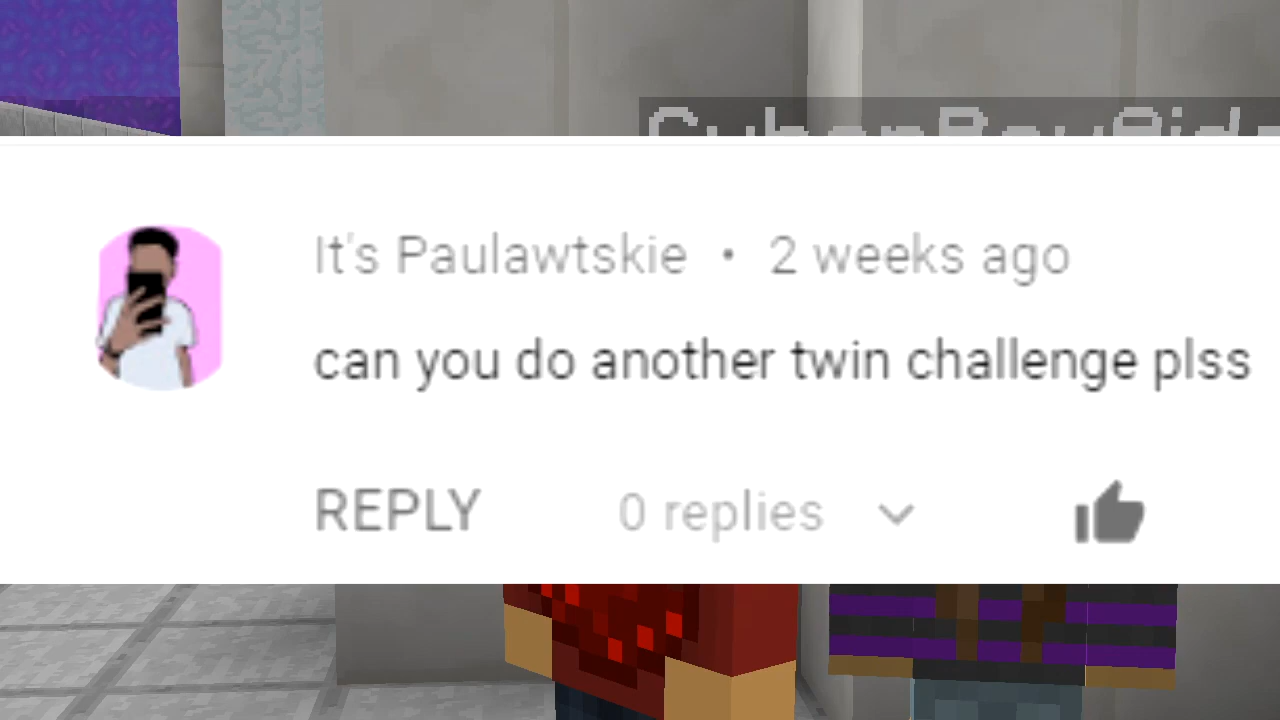 It's Paulawtskie • 2 weeks ago
can you do another twin challenge plss
REPLY 0 replies